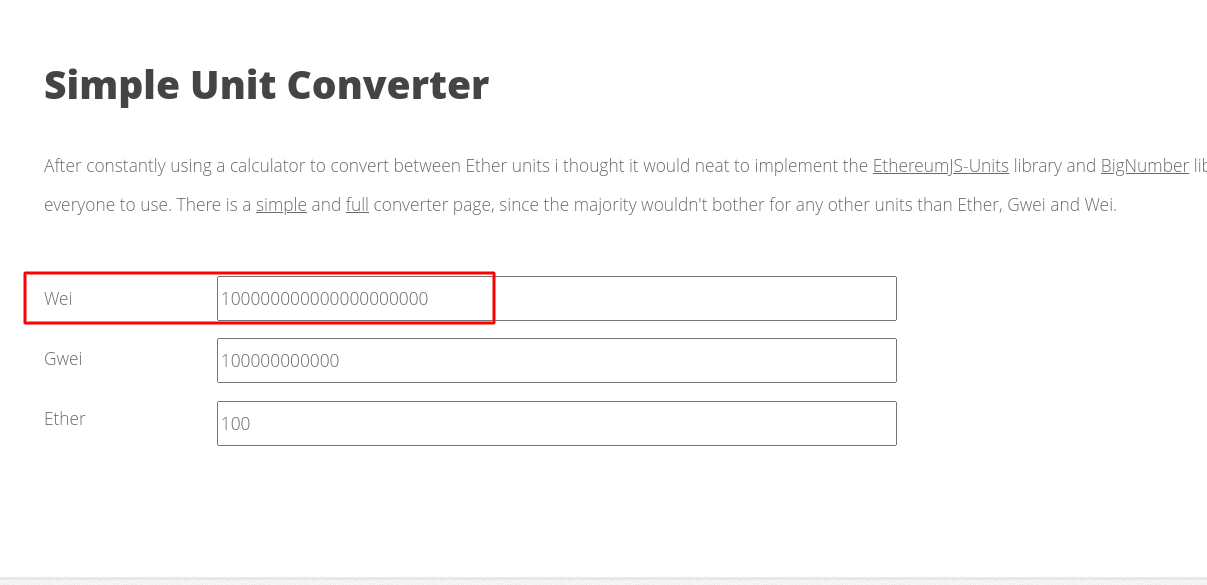 Simple Unit Converter
After constantly using a calculator to convert between Ether units i thought it would neat to implement the EthereumJS-Units library and BigNumber
everyone to use. There is a simple and full converter page, since the majority wouldn't bother for any other units than Ether, Gwei and Wei.
Wei 100000000000000000000
Gwei 100000000000
Ether 100